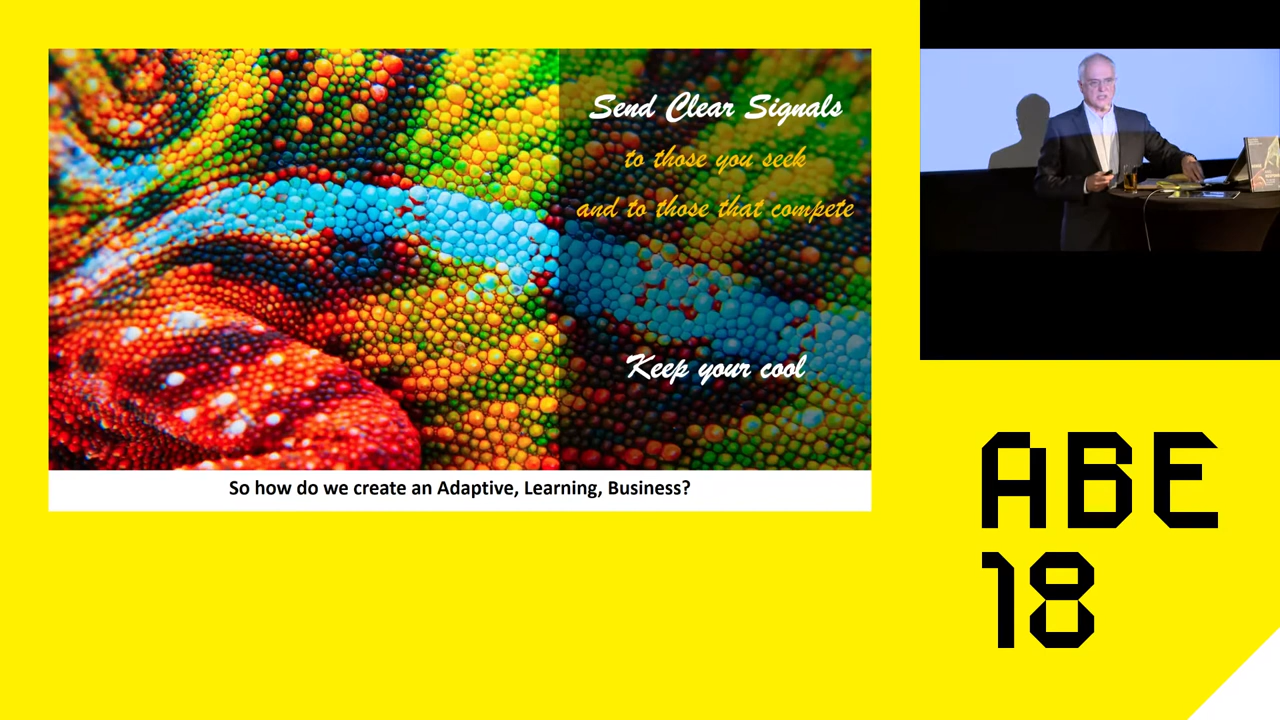 Send Clear Signals
to those you seek
and to those that compete
Keep your cool
So how do we create an Adaptive, Learning, Business?
ABE
18